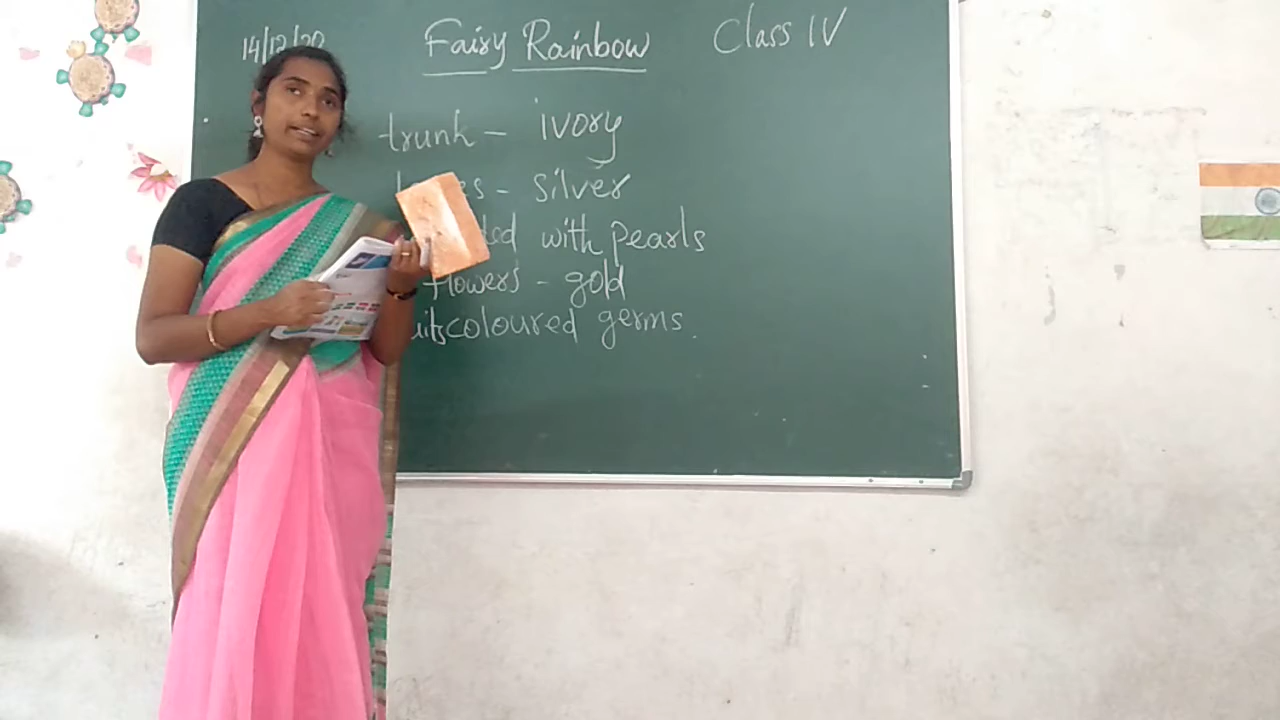 14/12/20 Fairy Rainbow Class IV
trunk - ivory
- silver
with pearls
flowers - gold
coloured germs.